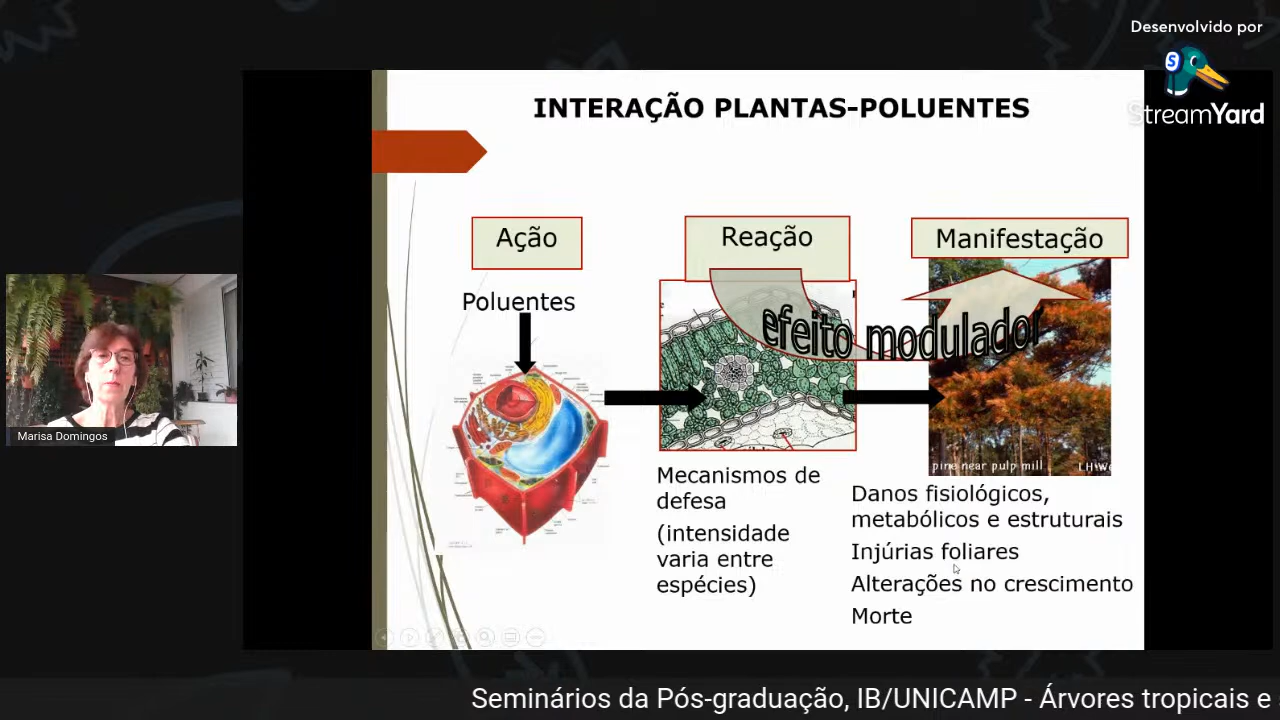 Desenvolvido por
StreamYard
INTERAÇÃO PLANTAS-POLUENTES
Ação
Reação
Manifestação
Poluentes
efeito modulador
pine near pulp mill
Mecanismos de
defesa
(intensidade
varia entre
espécies)
Danos fisiológicos,
metabólicos e estruturais
Injúrias foliares
Alterações no crescimento
Morte
Marisa Domingos
Seminários da Pós-graduação, IB/UNICAMP - Árvores tropicais e